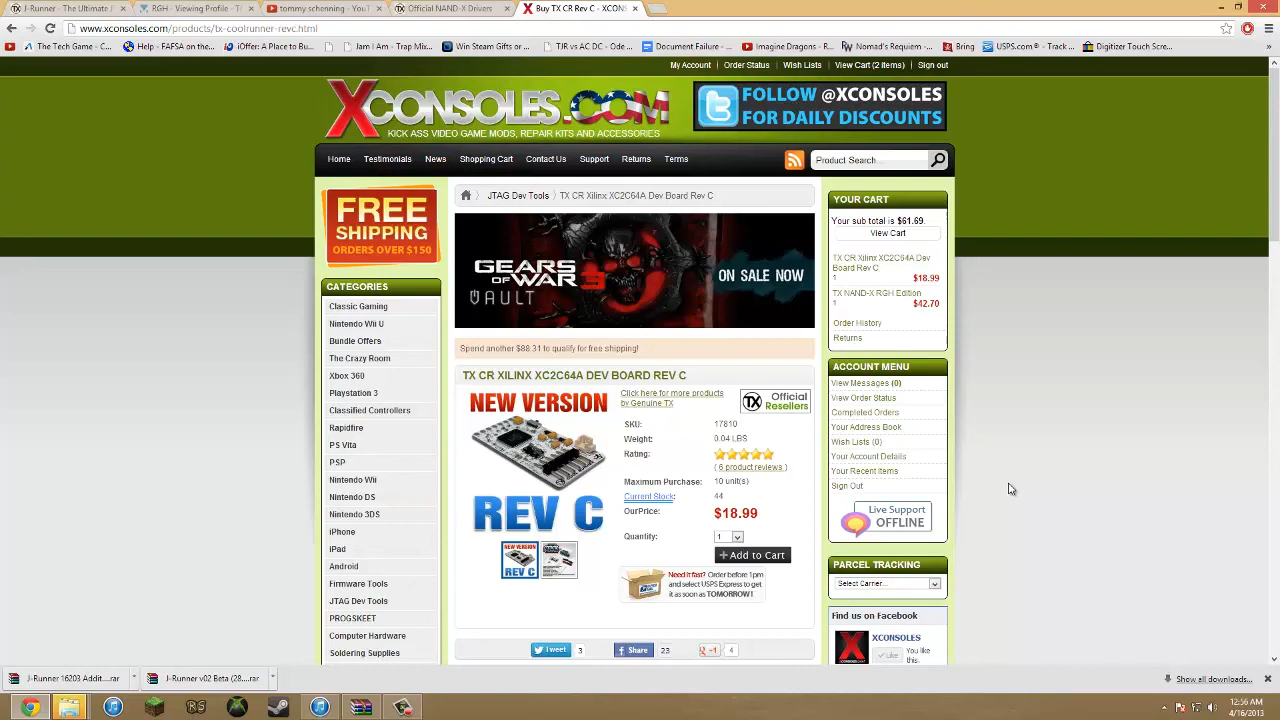 J-Runner - The Ultimate
RGH - Viewing Profile - T
tommy schenning - YouT
Official NAND-X Drivers
Buy TX CR Rev C - XCONS
www.xconsoles.com/products/tx-coolrunner-revc.html
The Tech Game - C...
Help - FAFSA on the...
iOffer: A Place to Bu...
Jam I Am - Trap Mix...
Win Steam Gifts or ...
TI vs AC DC - Ode...
Document Failure - ...
Imagine Dragons...
Nomad's Requiem - ...
Bring
USPS.com® - Track ...
Digitizer Touch Scre...
My Account
Order Status
Wish Lists
View Cart (2 items)
Sign out
XCONSOLES.COM
KICK ASS VIDEO GAME MODS, REPAIR KITS AND ACCESSORIES
FOLLOW @XCONSOLES
FOR DAILY DISCOUNTS
Home
Testimonials
News
Shopping Cart
Contact Us
Support
Returns
Terms
Product Search...
FREE
SHIPPING
ORDERS OVER $150
CATEGORIES
Classic Gaming
Nintendo Wii U
Bundle Offers
The Crazy Room
Xbox 360
Playstation 3
Classified Controllers
Rapidfire
PS Vita
PSP
Nintendo Wii
Nintendo DS
Nintendo 3DS
iPhone
iPad
Android
Firmware Tools
JTAG Dev Tools
PROGSKEET
Computer Hardware
Soldering Supplies
JTAG Dev Tools
TX CR Xilinx XC2C64A Dev Board Rev C
GEARS
OF WAR 3
VAULT
ON SALE NOW
Spend another $88.31 to qualify for free shipping!
TX CR XILINX XC2C64A DEV BOARD REV C
NEW VERSION
REV C
NEW VERSION
REV C
Click here for more products
by Genuine TX
TX Official
Resellers
SKU: 17810
Weight: 0.04 LBS
Rating:
( 6 product reviews )
Maximum Purchase: 10 unit(s)
Current Stock: 44
OurPrice: $18.99
Quantity: 1
+ Add to Cart
Need it fast? Order before 1pm
and select USPS Express to get
it as soon as TOMORROW!
Tweet 3
Share 23
+1 4
YOUR CART
Your sub total is $61.69.
View Cart
TX CR Xilinx XC2C64A Dev
Board Rev C
1 $18.99
TX NAND-X RGH Edition
1 $42.70
Order History
Returns
ACCOUNT MENU
View Messages (0)
View Order Status
Completed Orders
Your Address Book
Wish Lists (0)
Your Account Details
Your Recent Items
Sign Out
Live Support
OFFLINE
PARCEL TRACKING
Select Carrier...
Find us on Facebook
XCONSOLES
Like
You like
this.
J-Runner 16203 Addit....rar
J-Runner v02 Beta (28....rar
Show all downloads...
12:56 AM
4/16/2013